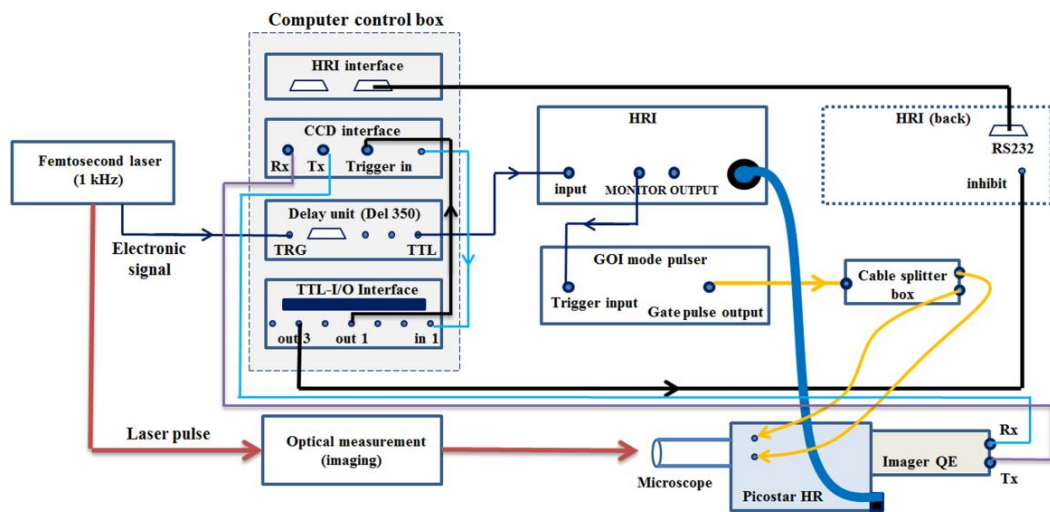 Computer control box
HRI interface
CCD interface
Rx
Tx
Trigger in
Femtosecond laser
(1 kHz)
Electronic
signal
Delay unit (Del 350)
TRG
TTL
TTL-I/O Interface
out 3
out 1
in 1
HRI
input
MONITOR OUTPUT
HRI (back)
RS232
inhibit
GOI mode pulser
Trigger input
Gate pulse output
Cable splitter
box
Laser pulse
Optical measurement
(imaging)
Microscope
Picostar HR
Imager QE
Rx
Tx